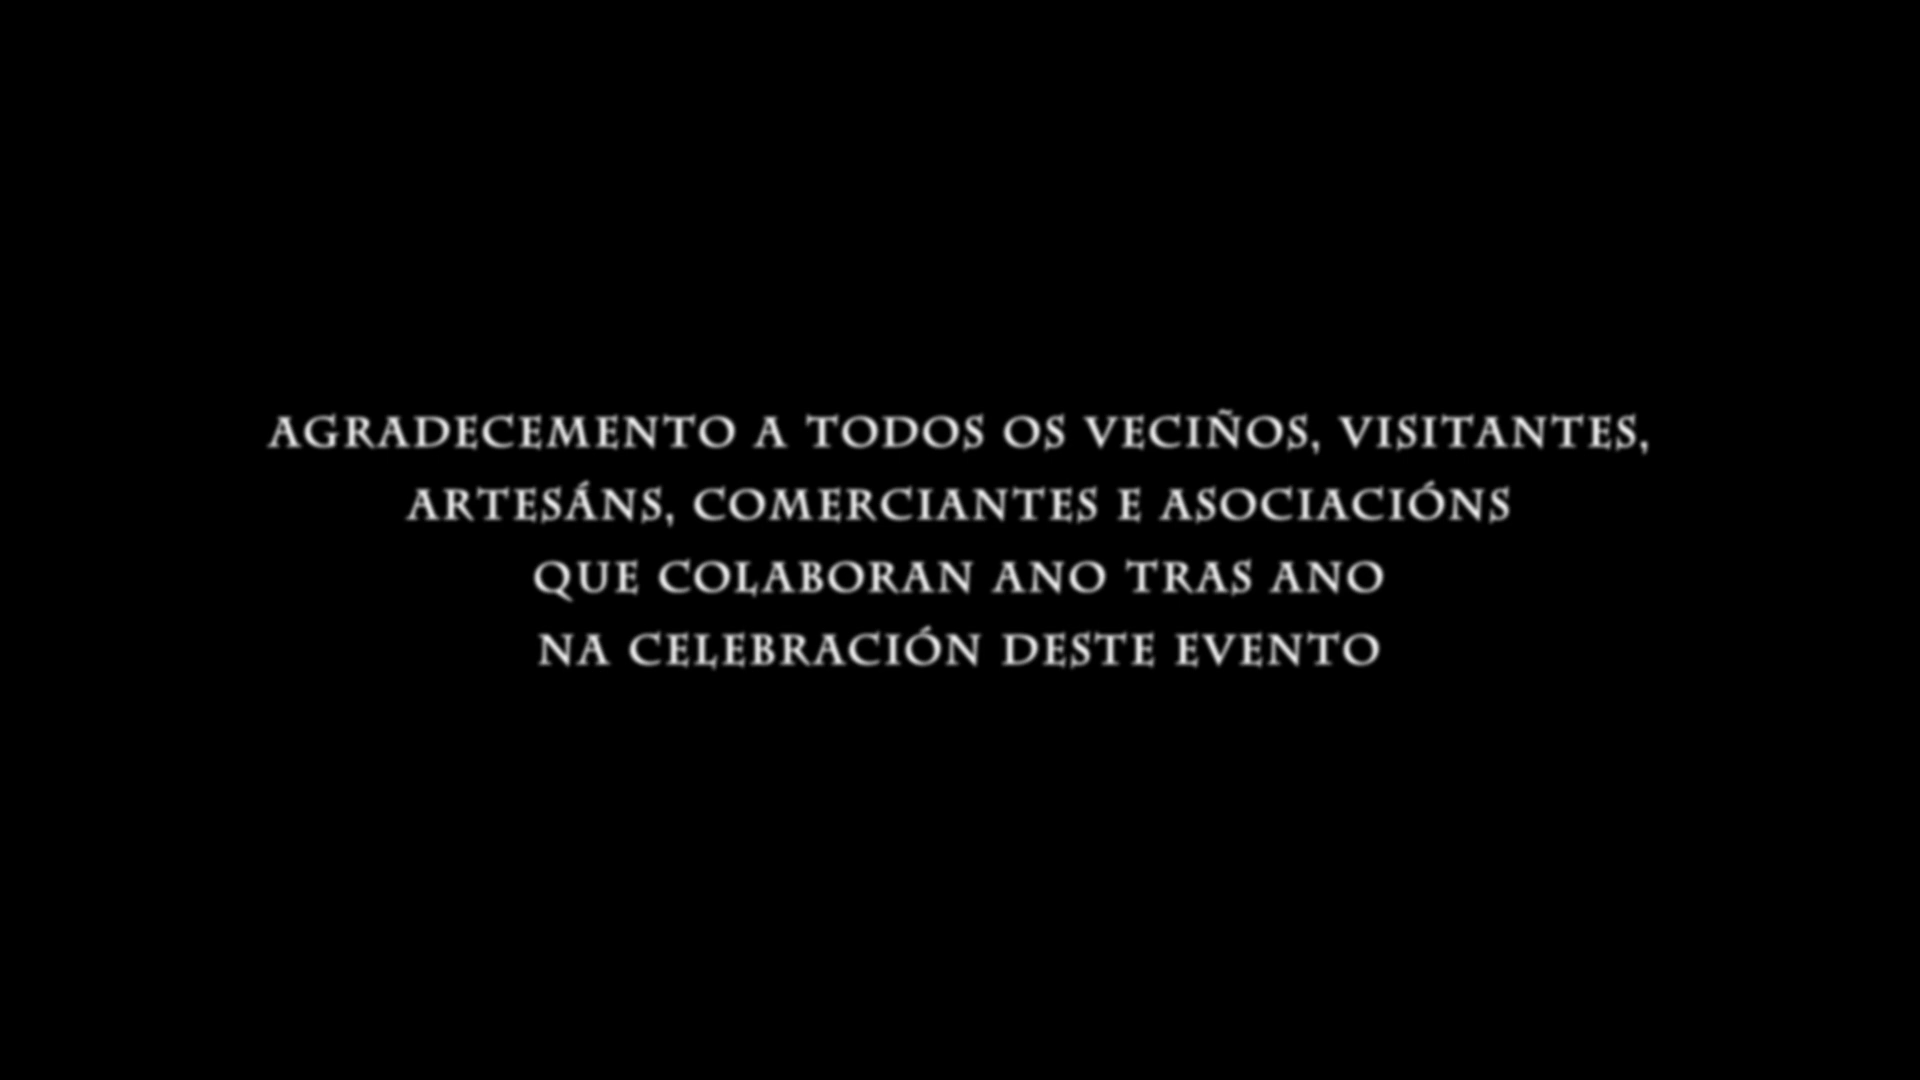 AGRADECEMENTO A TODOS OS VECIÑOS, VISITANTES,
ARTESÁNS, COMERCIANTES E ASOCIACIÓNS
QUE COLABORAN ANO TRAS ANO
NA CELEBRACIÓN DESTE EVENTO